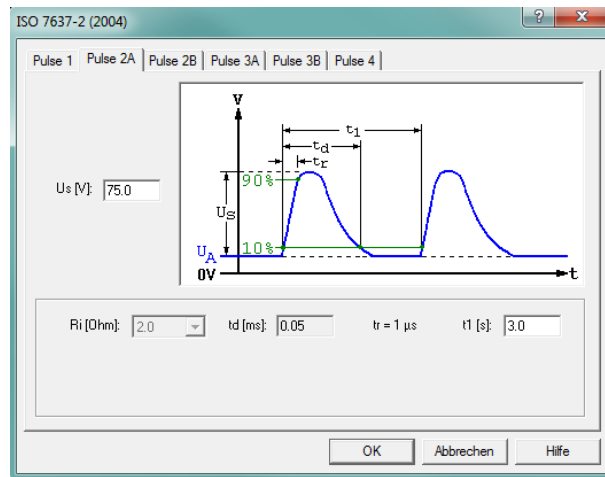 ISO 7637-2 (2004)
Pulse 1 Pulse 2A Pulse 2B Pulse 3A Pulse 3B Pulse 4
V
t1
td
tr
90%
Us [V]: 75.0
US
10%
UA
0V
t
Ri [Ohm]: 2.0 td [ms]: 0.05 tr = 1 µs t1 [s]: 3.0
OK Abbrechen Hilfe